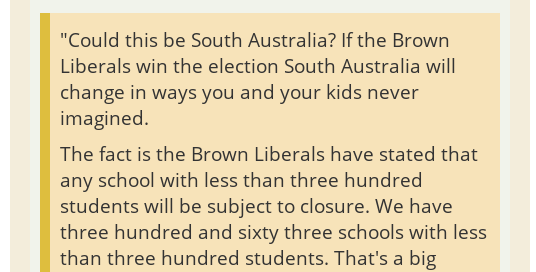 "Could this be South Australia? If the Brown
Liberals win the election South Australia will
change in ways you and your kids never
imagined.
The fact is the Brown Liberals have stated that
any school with less than three hundred
students will be subject to closure. We have
three hundred and sixty three schools with less
than three hundred students. That's a big